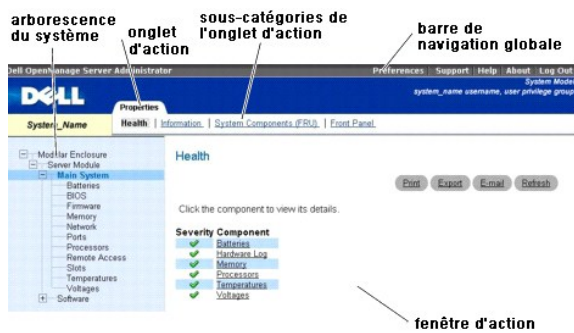 arborescence
du système
onglet
d'action
sous-catégories de
l'onglet d'action
barre de
navigation globale
Dell OpenManage Server Administrator
Preferences | Support | Help | About | Log Out
DELL
System Model
system_name username, user privilege group
Properties
System_Name
Health | Information | System Components (FRU) | Front Panel
Modular Enclosure
Server Module
Main System
Batteries
BIOS
Firmware
Memory
Network
Ports
Processors
Remote Access
Slots
Temperatures
Voltages
Software
Health
Print Export E-mail Refresh
Click the component to view its details.
Severity Component
Batteries
Hardware Log
Memory
Processors
Temperatures
Voltages
fenêtre d'action